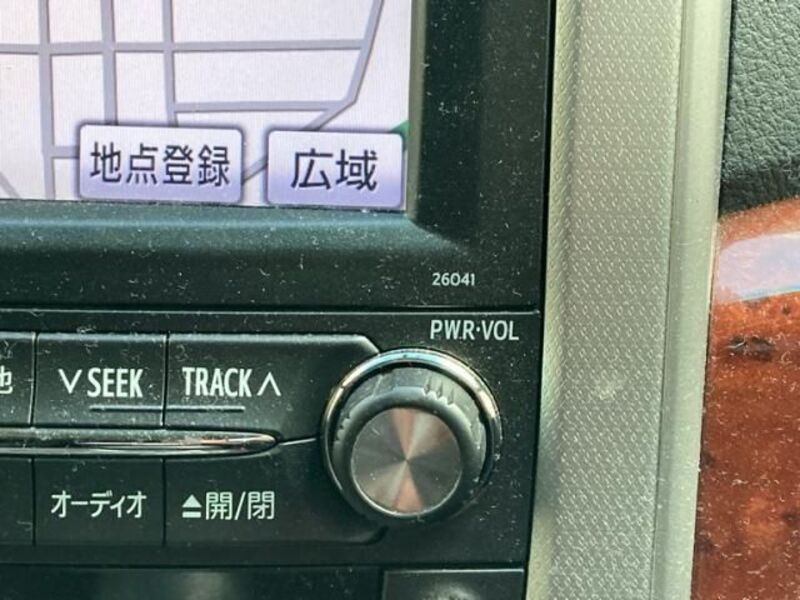 地点登録 広域
26041
PWR·VOL
∨SEEK TRACK∧
オーディオ ▲開/閉